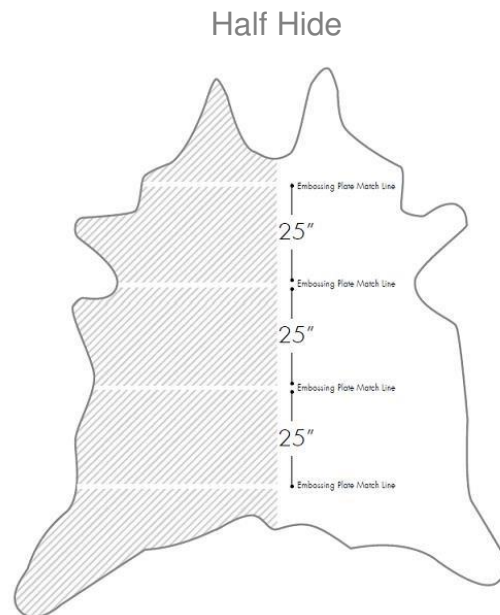 Half Hide
Embossing Plate Match Line
25”
Embossing Plate Match Line
25”
Embossing Plate Match Line
25”
Embossing Plate Match Line